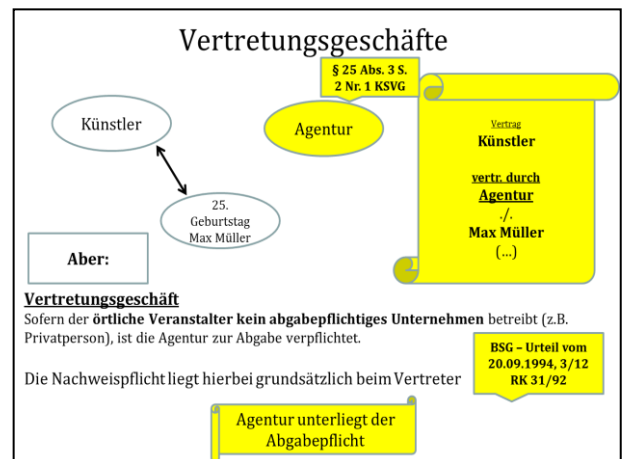 Vertretungsgeschäfte
§ 25 Abs. 3 S.
2 Nr. 1 KSVG
Künstler
Agentur
Vertrag
Künstler
vertr. durch
Agentur
./.
Max Müller
(...)
25.
Geburtstag
Max Müller
Aber:
Vertretungsgeschäft
Sofern der örtliche Veranstalter kein abgabepflichtiges Unternehmen betreibt (z.B.
Privatperson), ist die Agentur zur Abgabe verpflichtet.
BSG – Urteil vom
20.09.1994, 3/12
RK 31/92
Die Nachweispflicht liegt hierbei grundsätzlich beim Vertreter
Agentur unterliegt der
Abgabepflicht